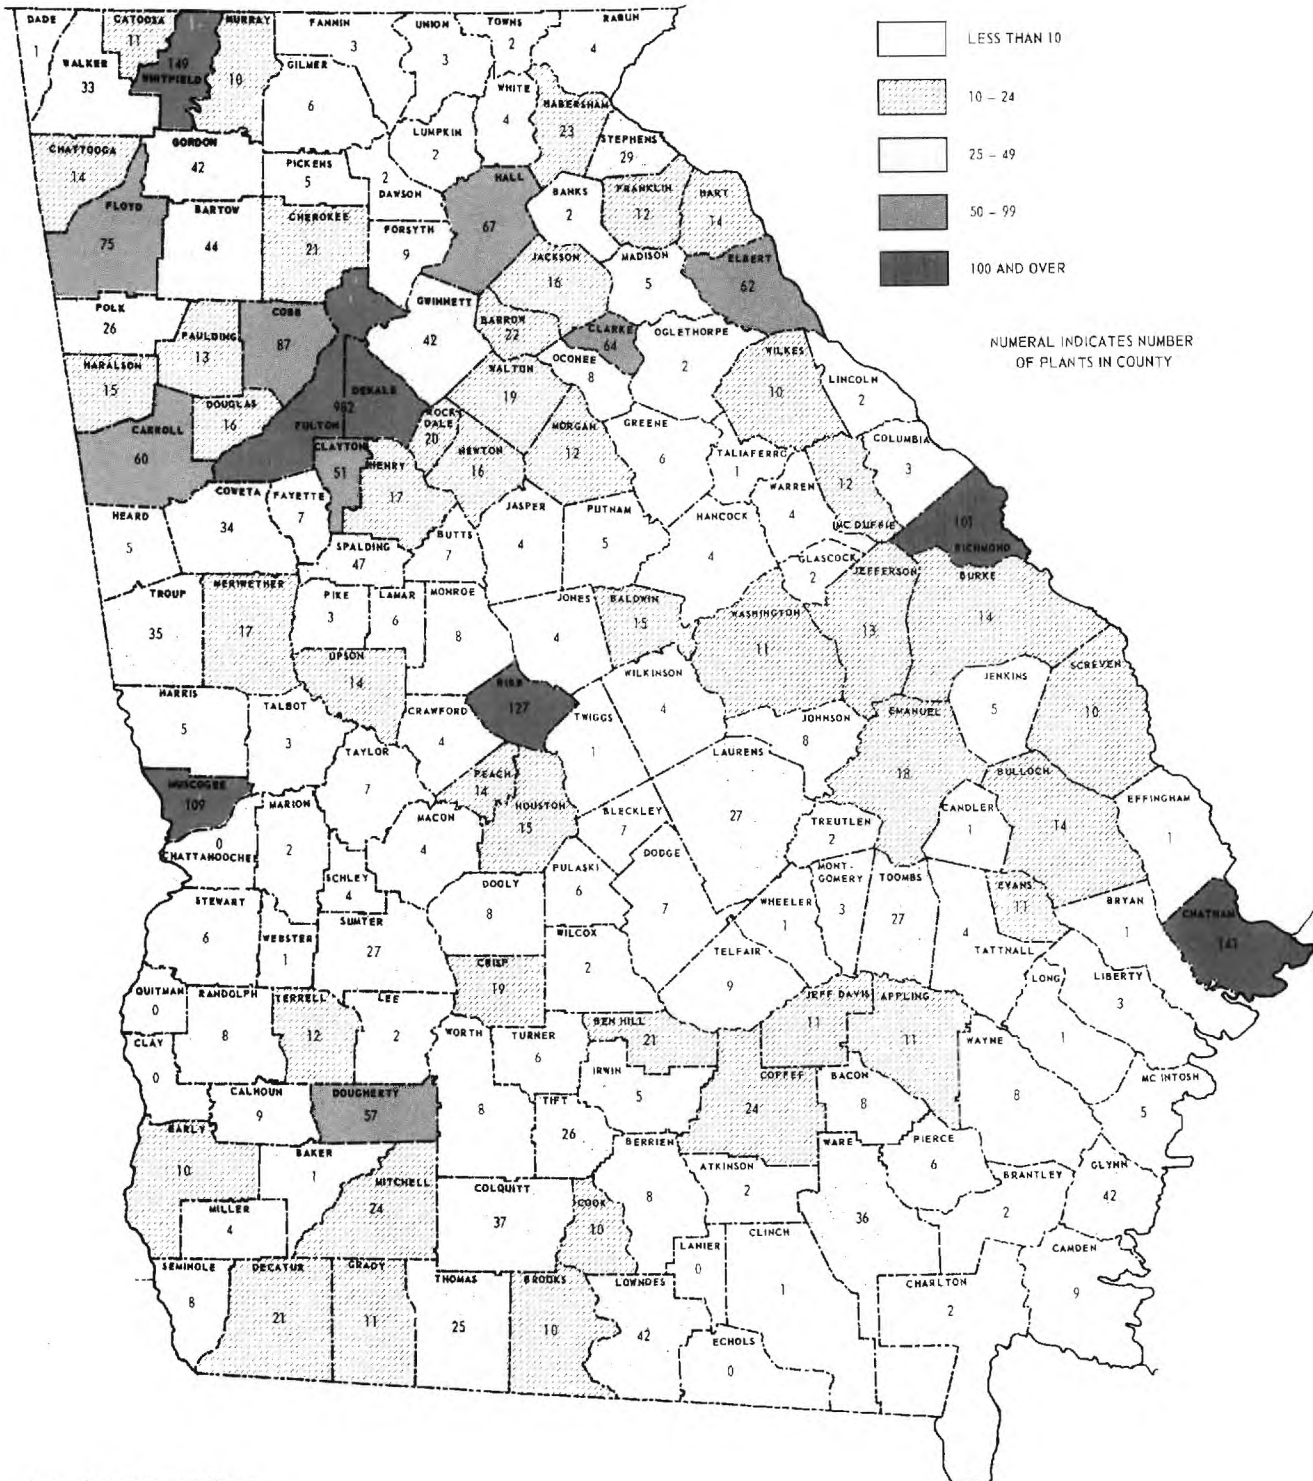 LESS THAN 10
10 – 24
25 – 49
50 – 99
100 AND OVER
NUMERAL INDICATES NUMBER
OF PLANTS IN COUNTY
DADE
1
WALKER
33
CATOOSA
11
149
WHITFIELD
MURRAY
10
FANNIN
3
GILMER
6
UNION
3
TOWNS
2
RABUN
4
WHITE
4
HABERSHAM
23
LUMPKIN
2
STEPHENS
29
CHATTOOGA
14
GORDON
42
PICKENS
5
2
DAWSON
HALL
67
BANKS
2
FRANKLIN
12
HART
14
FLOYD
75
BARTOW
44
CHEROKEE
21
FORSYTH
9
JACKSON
16
MADISON
5
ELBERT
62
POLK
26
PAULDING
13
COBB
87
GWINNETT
42
BARROW
22
CLARKE
64
OGLETHORPE
2
WILKES
10
LINCOLN
2
HARALSON
15
DOUGLAS
16
DEKALB
982
FULTON
WALTON
19
OCONEE
8
CARROLL
60
CLAYTON
51
ROCK
DALE
20
NEWTON
16
MORGAN
12
GREENE
6
TALIAFERRO
1
WARREN
4
COLUMBIA
3
12
MC DUFFIE
HENRY
17
HEARD
5
COWETA
34
FAYETTE
7
SPALDING
47
BUTTS
7
JASPER
4
PUTNAM
5
HANCOCK
4
GLASCOCK
2
JEFFERSON
13
101
RICHMOND
BURKE
14
TROUP
35
MERIWETHER
17
PIKE
3
LAMAR
6
MONROE
8
JONES
4
BALDWIN
15
WASHINGTON
11
UPSON
14
SCREVEN
10
JENKINS
5
HARRIS
5
TALBOT
3
CRAWFORD
4
BIBB
127
TWIGGS
1
WILKINSON
4
JOHNSON
8
EMANUEL
18
TAYLOR
7
PEACH
14
HOUSTON
15
LAURENS
27
BULLOCH
14
EFFINGHAM
1
MUSCOGEE
109
0
CHATTAHOOCHEE
MARION
2
MACON
4
BLECKLEY
7
TREUTLEN
2
CANDLER
1
SCHLEY
4
DOOLY
8
PULASKI
6
DODGE
7
MONT-
GOMERY
3
TOOMBS
27
EVANS
11
BRYAN
1
CHATHAM
STEWART
6
WEBSTER
1
SUMTER
27
WILCOX
2
WHEELER
1
4
TATTNALL
TELFAIR
9
CRISP
19
LONG
1
LIBERTY
3
QUITMAN
0
RANDOLPH
8
TERRELL
12
LEE
2
WORTH
8
TURNER
6
BEN HILL
21
JEFF DAVIS
11
APPLING
11
WAYNE
8
CLAY
0
IRWIN
5
COFFEE
24
BACON
8
MC INTOSH
5
CALHOUN
9
DOUGHERTY
57
TIFT
26
EARLY
10
BAKER
1
MITCHELL
24
BERRIEN
8
ATKINSON
2
WARE
36
PIERCE
6
BRANTLEY
2
GLYNN
42
MILLER
4
COLQUITT
37
COOK
10
LANIER
0
CLINCH
1
CAMDEN
9
SEMINOLE
8
DECATUR
21
GRADY
11
THOMAS
25
BROOKS
10
LOWNDES
42
ECHOLS
0
CHARLTON
2